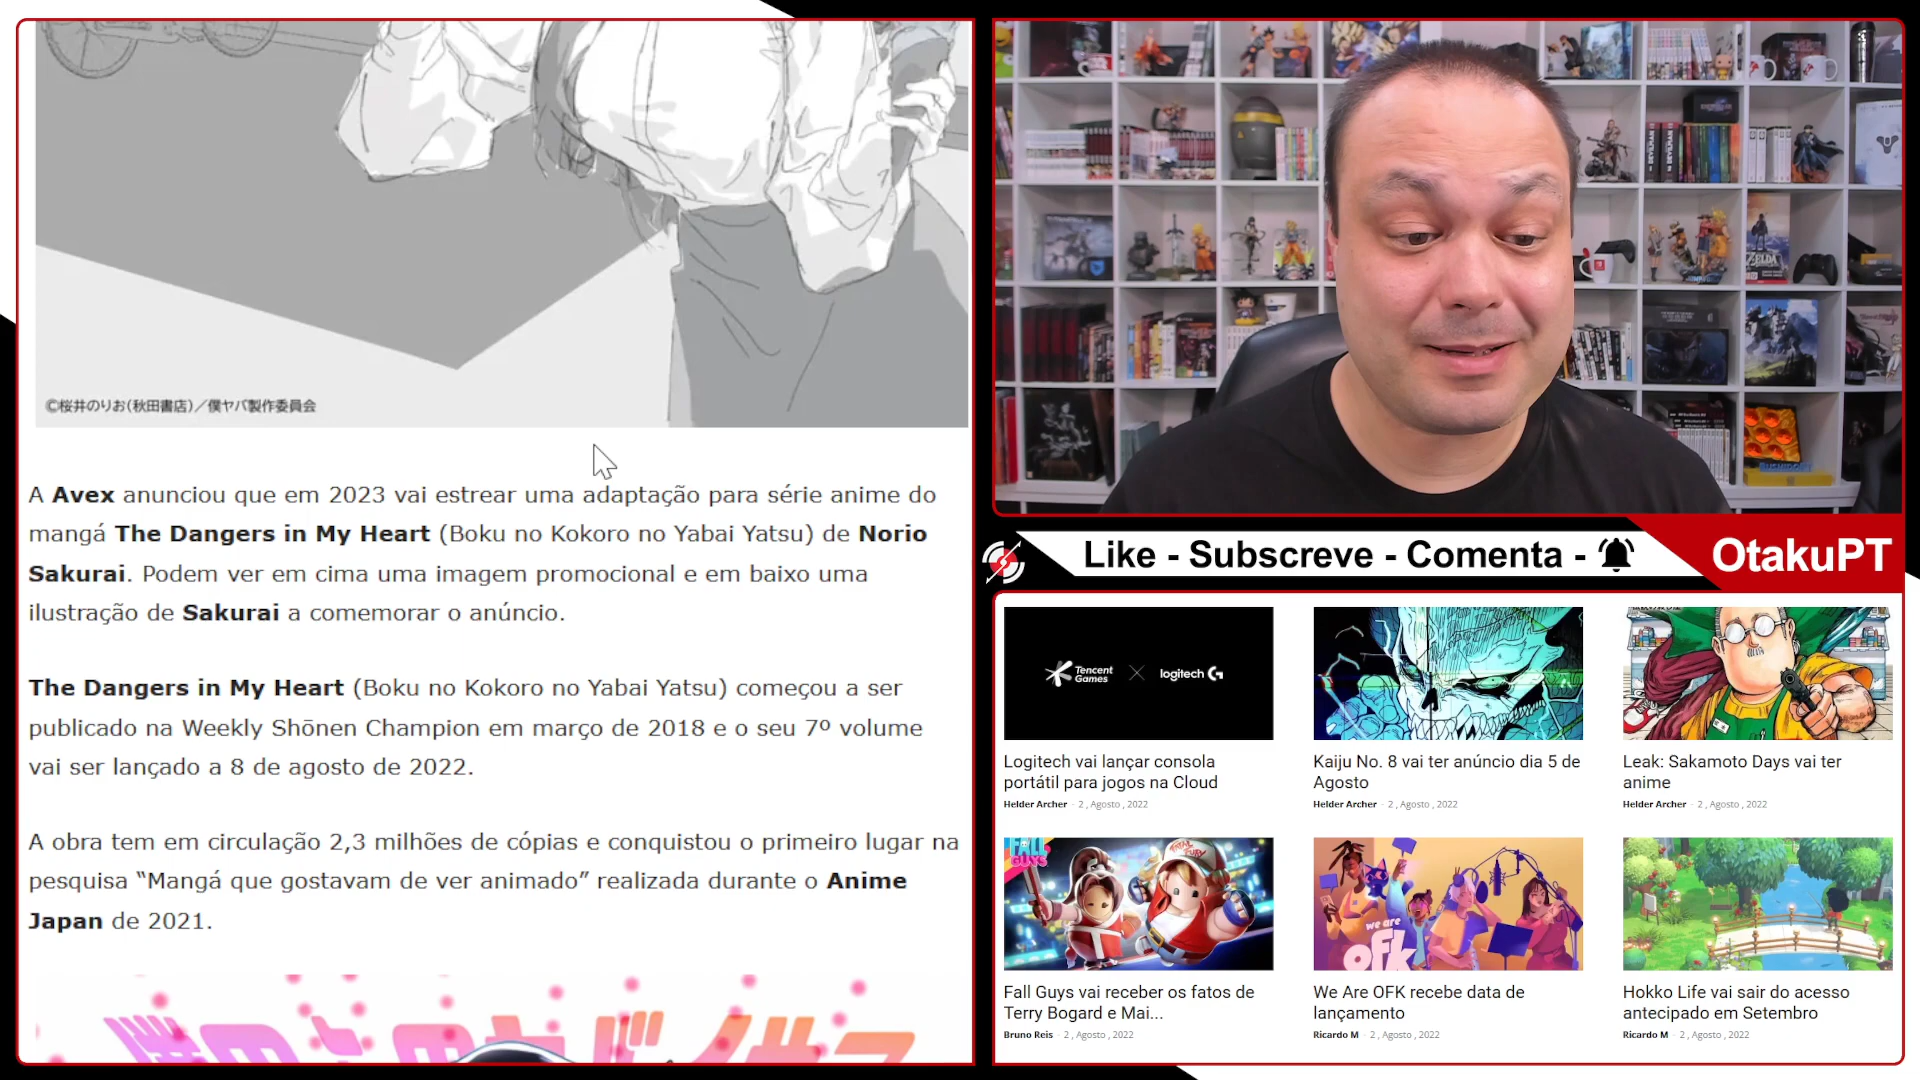 ©桜井のりお(秋田書店)／僕ヤバ製作委員会
A Avex anunciou que em 2023 vai estrear uma adaptação para série anime do
mangá The Dangers in My Heart (Boku no Kokoro no Yabai Yatsu) de Norio
Sakurai. Podem ver em cima uma imagem promocional e em baixo uma
ilustração de Sakurai a comemorar o anúncio.
The Dangers in My Heart (Boku no Kokoro no Yabai Yatsu) começou a ser
publicado na Weekly Shōnen Champion em março de 2018 e o seu 7º volume
vai ser lançado a 8 de agosto de 2022.
A obra tem em circulação 2,3 milhões de cópias e conquistou o primeiro lugar na
pesquisa “Mangá que gostavam de ver animado” realizada durante o Anime
Japan de 2021.
ZELDA
DEVILMAN
DEVILMAN
Like - Subscreve - Comenta -
OtakuPT
Tencent
Games
logitech G
Logitech vai lançar consola
portátil para jogos na Cloud
Helder Archer - 2 , Agosto , 2022
Kaiju No. 8 vai ter anúncio dia 5 de
Agosto
Helder Archer - 2 , Agosto , 2022
Leak: Sakamoto Days vai ter
anime
Helder Archer - 2 , Agosto , 2022
FALL
GUYS
FATAL FURY
Fall Guys vai receber os fatos de
Terry Bogard e Mai...
Bruno Reis - 2 , Agosto , 2022
we are
OFK
We Are OFK recebe data de
lançamento
Ricardo M - 2 , Agosto , 2022
Hokko Life vai sair do acesso
antecipado em Setembro
Ricardo M - 2 , Agosto , 2022